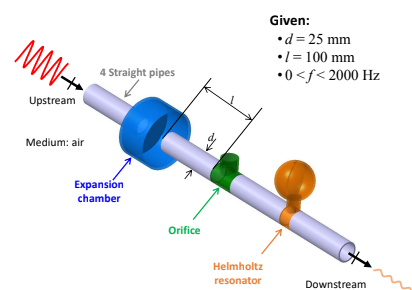 Given:
• d = 25 mm
• l = 100 mm
• 0 < f < 2000 Hz
4 Straight pipes
Upstream
l
Medium: air
d
Expansion
chamber
Orifice
Helmholtz
resonator
Downstream